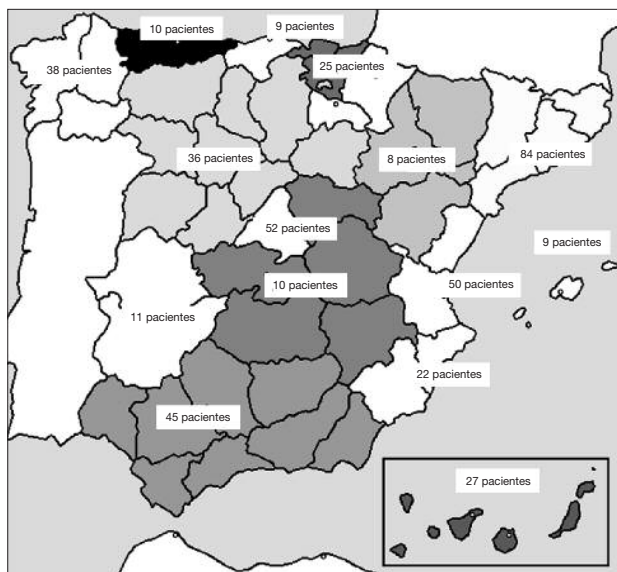 10 pacientes
9 pacientes
38 pacientes
25 pacientes
36 pacientes
8 pacientes
84 pacientes
52 pacientes
9 pacientes
10 pacientes
50 pacientes
11 pacientes
22 pacientes
45 pacientes
27 pacientes